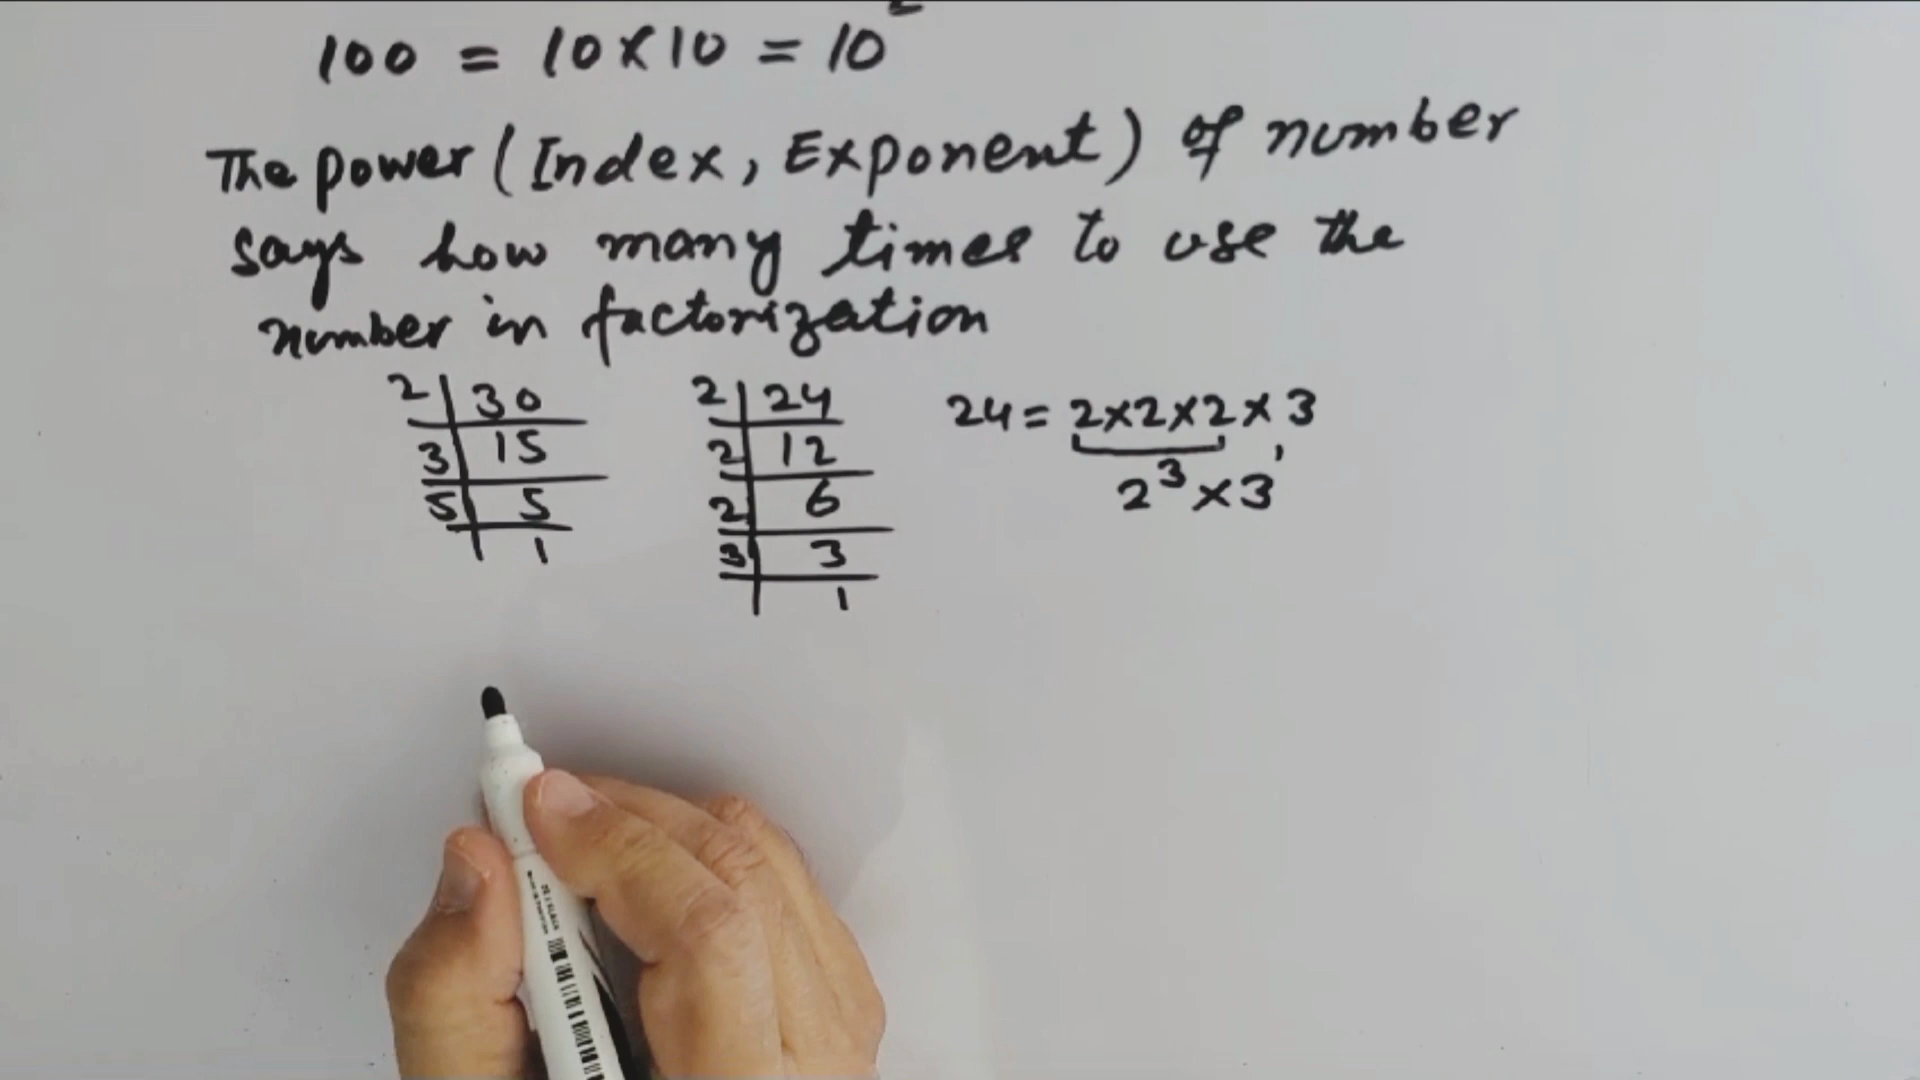 100 = 10×10 = 10²
The power (Index, Exponent) of number
says how many times to use the
number in factorization
2 | 30
3 | 15
5 | 5
1
2 | 24
2 | 12
2 | 6
3 | 3
1
24 = 2×2×2×3
2³×3